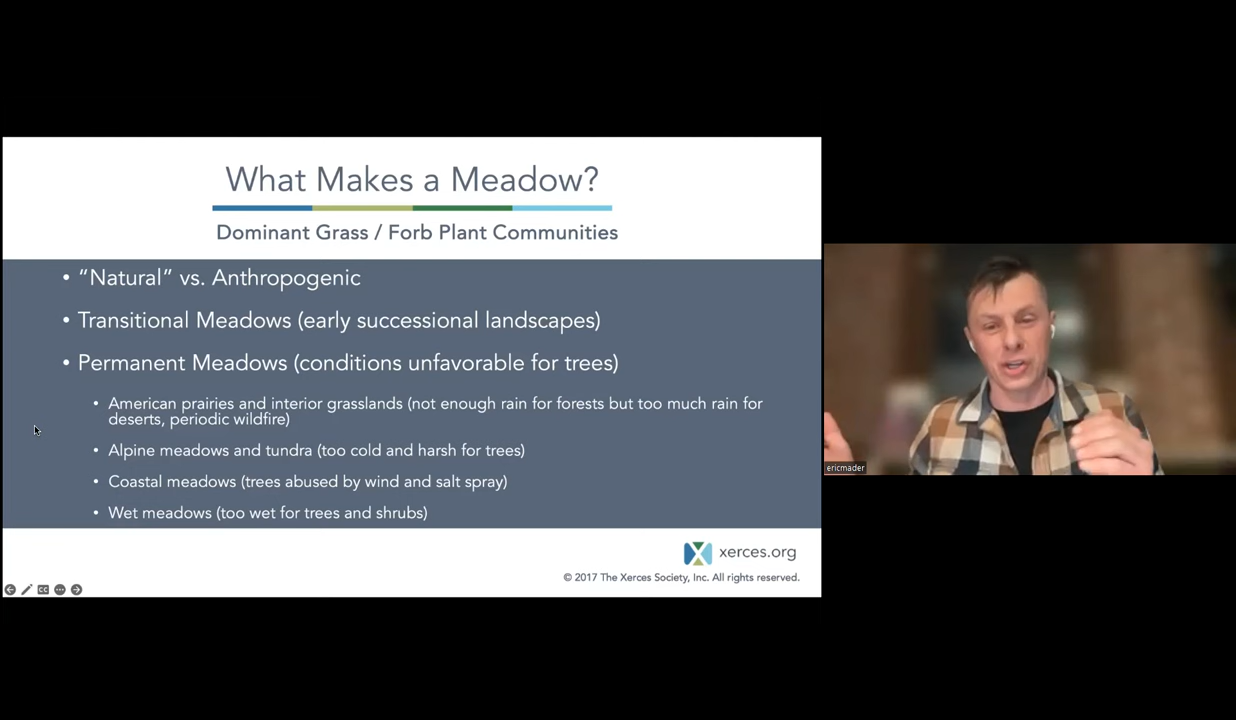 What Makes a Meadow?
Dominant Grass / Forb Plant Communities
• “Natural” vs. Anthropogenic
• Transitional Meadows (early successional landscapes)
• Permanent Meadows (conditions unfavorable for trees)
• American prairies and interior grasslands (not enough rain for forests but too much rain for
deserts, periodic wildfire)
• Alpine meadows and tundra (too cold and harsh for trees)
• Coastal meadows (trees abused by wind and salt spray)
• Wet meadows (too wet for trees and shrubs)
xerces.org
© 2017 The Xerces Society, Inc. All rights reserved.
CC
ericmader